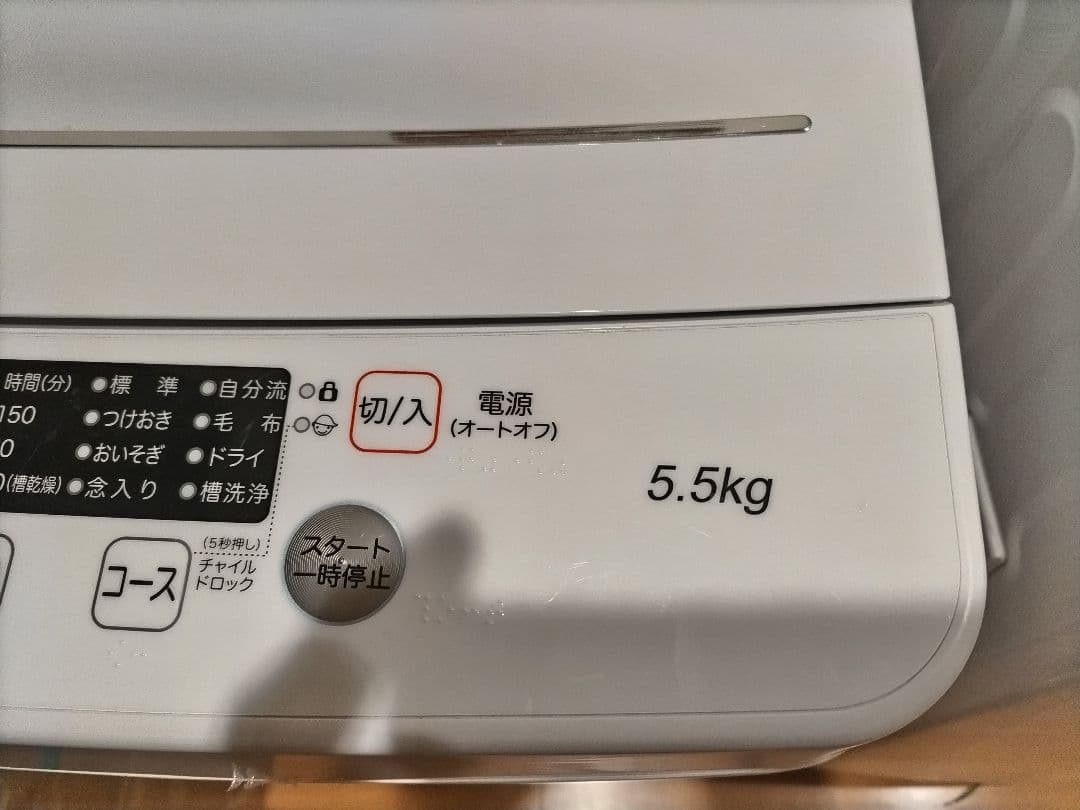 時間(分) 標準 自分流
150 つけおき 毛布
0 おいそぎ ドライ
0(槽乾燥) 念入り 槽洗浄
切/入
電源
(オートオフ)
5.5kg
スタート
一時停止
(5秒押し)
チャイル
ドロック
コース